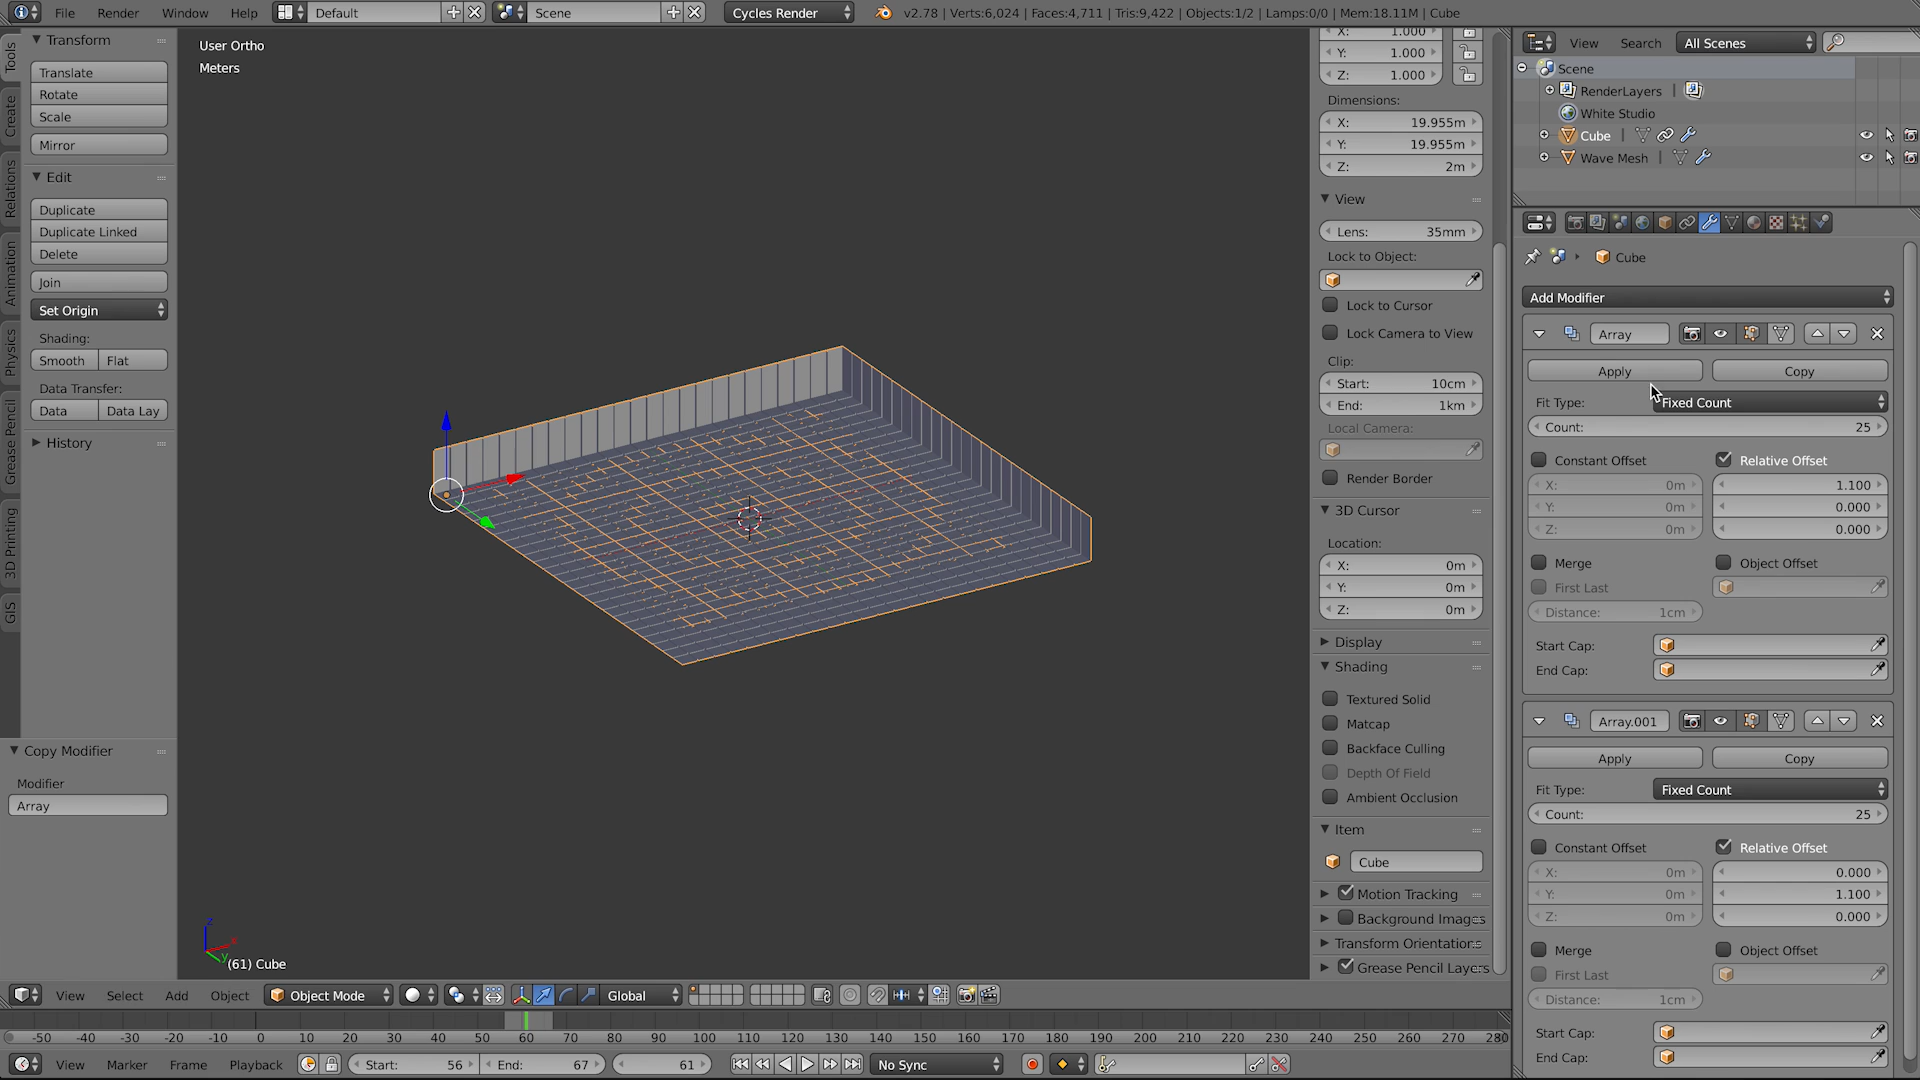 File
Render
Window
Help
Default
Scene
Cycles Render
v2.78 | Verts:6,024 | Faces:4,711 | Tris:9,422 | Objects:1/2 | Lamps:0/0 | Mem:18.11M | Cube
Tools
Create
Relations
Animation
Physics
Grease Pencil
3D Printing
GIS
Transform
Translate
Rotate
Scale
Mirror
Edit
Duplicate
Duplicate Linked
Delete
Join
Set Origin
Shading:
Smooth
Flat
Data Transfer:
Data
Data Lay
History
Copy Modifier
Modifier
Array
User Ortho
Meters
z
x
y
(61) Cube
X: 1.000
Y: 1.000
Z: 1.000
Dimensions:
X: 19.955m
Y: 19.955m
Z: 2m
View
Lens: 35mm
Lock to Object:
Lock to Cursor
Lock Camera to View
Clip:
Start: 10cm
End: 1km
Local Camera:
Render Border
3D Cursor
Location:
X: 0m
Y: 0m
Z: 0m
Display
Shading
Textured Solid
Matcap
Backface Culling
Depth Of Field
Ambient Occlusion
Item
Cube
Motion Tracking
Background Images
Transform Orientations
Grease Pencil Layers
View
Search
All Scenes
Scene
RenderLayers |
White Studio
Cube |
Wave Mesh |
Cube
Add Modifier
Array
Apply
Copy
Fit Type:
Fixed Count
Count: 25
Constant Offset
Relative Offset
X: 0m
1.100
Y: 0m
0.000
Z: 0m
0.000
Merge
Object Offset
First Last
Distance: 1cm
Start Cap:
End Cap:
Array.001
Apply
Copy
Fit Type:
Fixed Count
Count: 25
Constant Offset
Relative Offset
X: 0m
0.000
Y: 0m
1.100
Z: 0m
0.000
Merge
Object Offset
First Last
Distance: 1cm
Start Cap:
End Cap:
View
Select
Add
Object
Object Mode
Global
-50 -40 -30 -20 -10 0 10 20 30 40 50 60 70 80 90 100 110 120 130 140 150 160 170 180 190 200 210 220 230 240 250 260 270 280
View
Marker
Frame
Playback
Start: 56
End: 67
61
No Sync